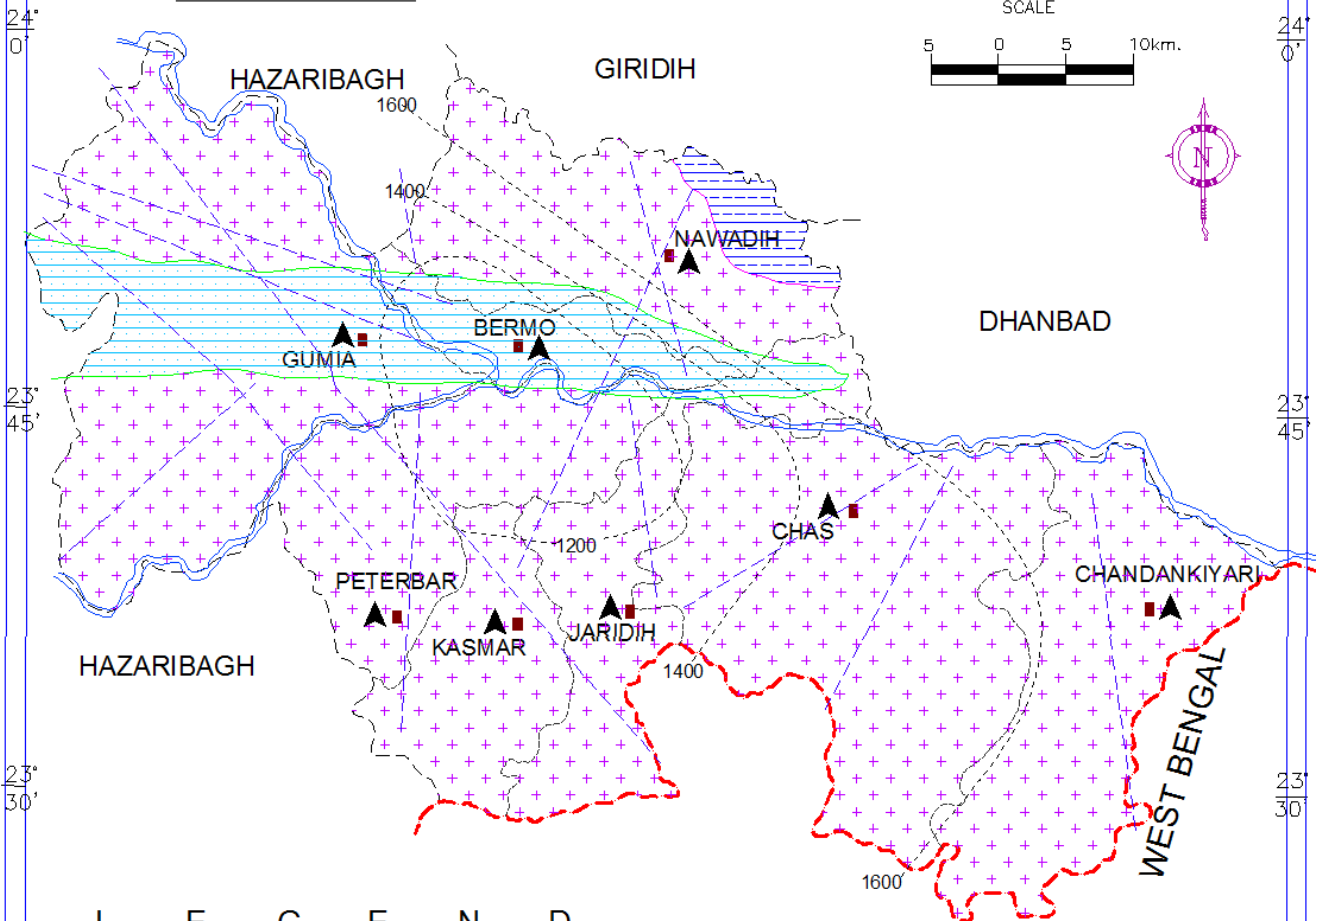 SCALE
24°
0'
24°
0'
5 0 5 10km.
GIRIDIH
HAZARIBAGH
1600
1400
NAWADIH
DHANBAD
BERMO
GUMIA
23°
45'
23°
45'
CHAS
1200
PETERBAR
CHANDANKIYARI
JARIDIH
KASMAR
HAZARIBAGH
1400
WEST BENGAL
23°
30'
23°
30'
1600
L E G E N D
N